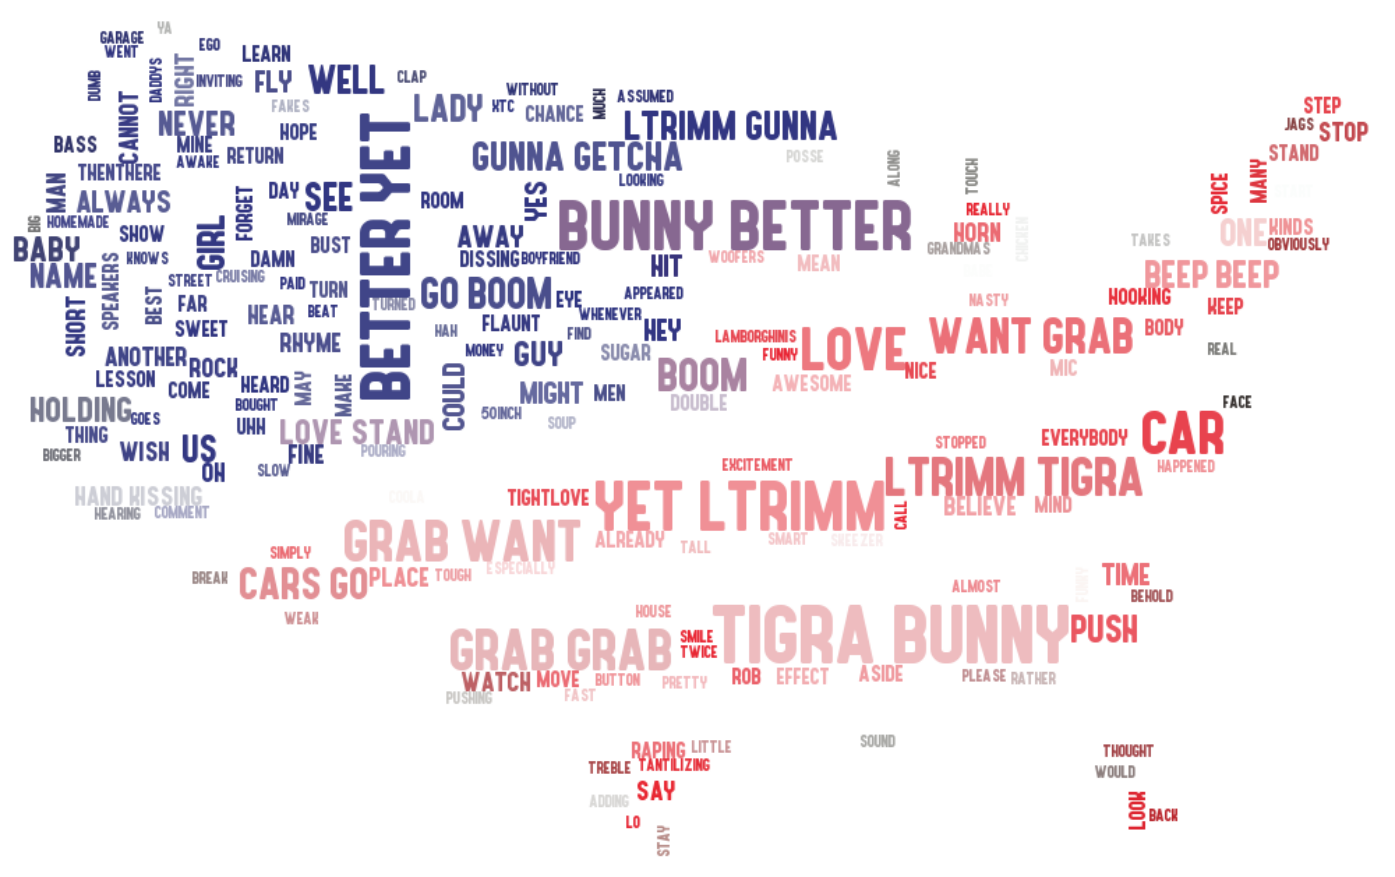 YA
GARAGE
WENT
EGO
LEARN
DUMB
DADDYS
RIGHT
INVITING
FLY
WELL
CLAP
CANNOT
FAKES
LADY
XTC
WITHOUT
CHANCE
MUCH
ASSUMED
NEVER
HOPE
LTRIMM GUNNA
STEP
JAGS
STOP
BASS
MINE
AWAKE
RETURN
GUNNA GETCHA
POSSE
STAND
THENTHERE
LOOKING
ALONG
TOUCH
SPICE
MANY
MAN
ALWAYS
FORGET
DAY
SEE
BETTER YET
ROOM
YES
BUNNY BETTER
REALLY
BIG
HOMEMADE
SHOW
GIRL
MIRAGE
AWAY
HORN
CHICKEN
TAKES
ONE
KINDS
OBVIOUSLY
BABY
KNOWS
DAMN
BUST
DISSING
BOYFRIEND
HIT
WOOFERS
MEAN
GRANDMAS
NAME
SPEAKERS
STREET
CRUISING
PAID
TURN
TURNED
GO BOOM
EYE
APPEARED
BEEP BEEP
SHORT
BEST
FAR
HEAR
BEAT
WHENEVER
NASTY
HOOKING
KEEP
SWEET
RHYME
HAH
FLAUNT
FIND
HEY
LAMBORGHINIS
LOVE
WANT GRAB
BODY
ANOTHER
ROCK
MONEY
GUY
SUGAR
FUNNY
REAL
LESSON
COME
HEARD
MAY
MAKE
COULD
BOOM
AWESOME
NICE
MIC
HOLDING
GOES
BOUGHT
MIGHT
MEN
DOUBLE
FACE
THING
UHH
LOVE STAND
50INCH
SOUP
CAR
BIGGER
WISH
US
FINE
POURING
STOPPED
EVERYBODY
OH
SLOW
EXCITEMENT
LTRIMM TIGRA
HAPPENED
HAND KISSING
COOLA
TIGHTLOVE
YET LTRIMM
CALL
BELIEVE
MIND
HEARING
COMMENT
GRAB WANT
ALREADY
TALL
SMART
SKEEZER
SIMPLY
BREAK
CARS GO
PLACE
TOUGH
ESPECIALLY
ALMOST
FUNKY
TIME
BEHOLD
WEAK
HOUSE
GRAB GRAB
SMILE
TWICE
TIGRA BUNNY
PUSH
WATCH
MOVE
BUTTON
PRETTY
ROB
EFFECT
ASIDE
PLEASE
RATHER
PUSHING
FAST
RAPING
LITTLE
SOUND
THOUGHT
TREBLE
TANTILIZING
WOULD
ADDING
SAY
LO
STAY
LOOK
BACK